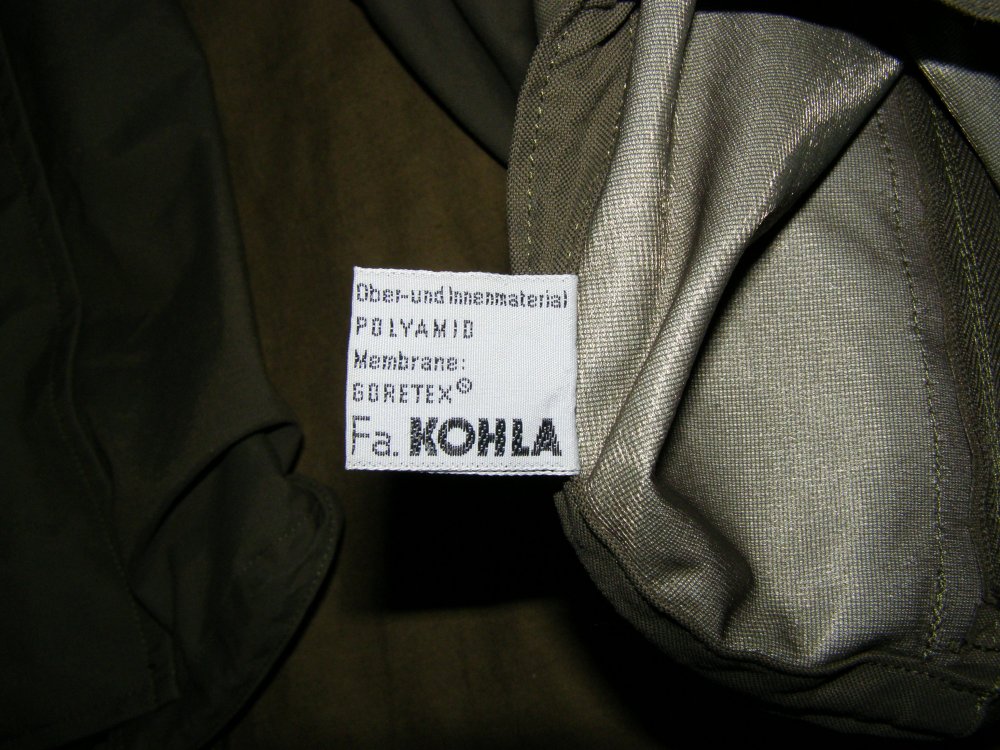 Ober-und Innenmaterial
POLYAMID
Membrane:
GORETEX®
Fa. KOHLA